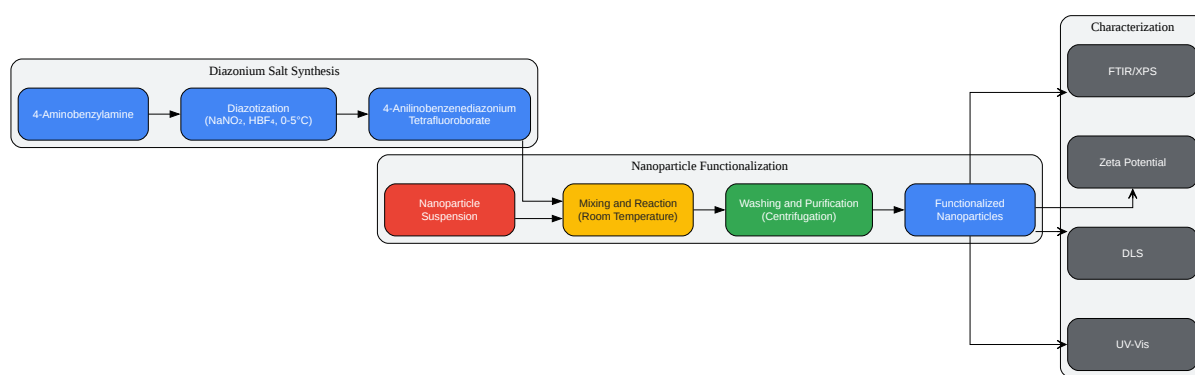 Diazonium Salt Synthesis
4-Aminobenzylamine
Diazotization
(NaNO₂, HBF₄, 0-5°C)
4-Anilinobenzenediazonium
Tetrafluoroborate
Nanoparticle Functionalization
Nanoparticle
Suspension
Mixing and Reaction
(Room Temperature)
Washing and Purification
(Centrifugation)
Functionalized
Nanoparticles
Characterization
FTIR/XPS
Zeta Potential
DLS
UV-Vis